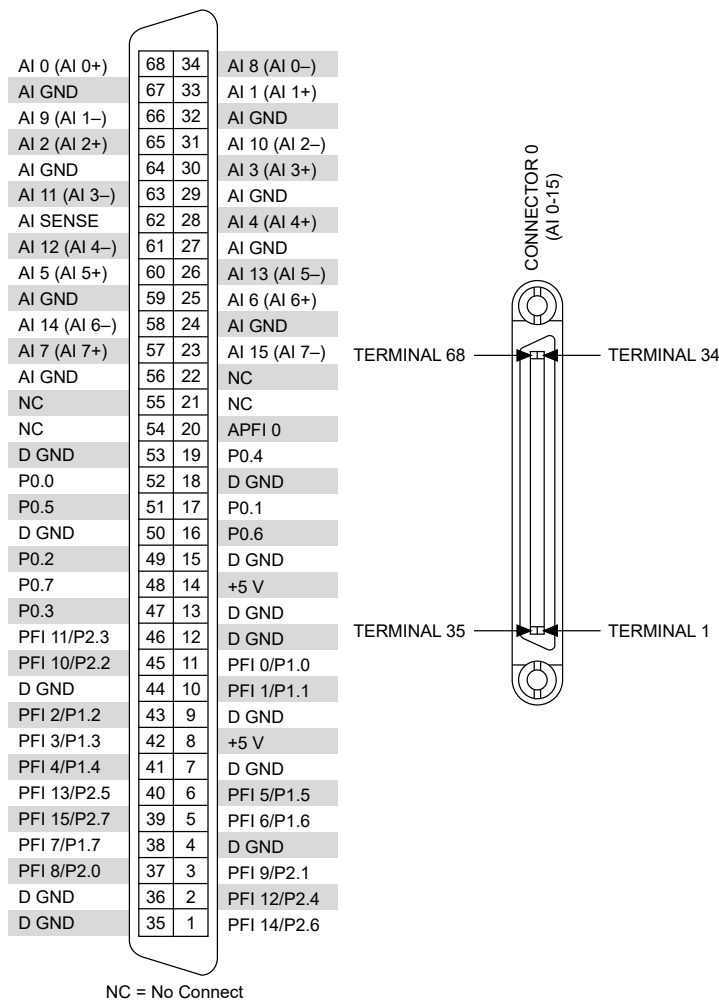 AI 0 (AI 0+) 68 34 AI 8 (AI 0–)
AI GND 67 33 AI 1 (AI 1+)
AI 9 (AI 1–) 66 32 AI GND
AI 2 (AI 2+) 65 31 AI 10 (AI 2–)
AI GND 64 30 AI 3 (AI 3+)
AI 11 (AI 3–) 63 29 AI GND
AI SENSE 62 28 AI 4 (AI 4+)
AI 12 (AI 4–) 61 27 AI GND
AI 5 (AI 5+) 60 26 AI 13 (AI 5–)
AI GND 59 25 AI 6 (AI 6+)
AI 14 (AI 6–) 58 24 AI GND
AI 7 (AI 7+) 57 23 AI 15 (AI 7–)
AI GND 56 22 NC
NC 55 21 NC
NC 54 20 APFI 0
D GND 53 19 P0.4
P0.0 52 18 D GND
P0.5 51 17 P0.1
D GND 50 16 P0.6
P0.2 49 15 D GND
P0.7 48 14 +5 V
P0.3 47 13 D GND
PFI 11/P2.3 46 12 D GND
PFI 10/P2.2 45 11 PFI 0/P1.0
D GND 44 10 PFI 1/P1.1
PFI 2/P1.2 43 9 D GND
PFI 3/P1.3 42 8 +5 V
PFI 4/P1.4 41 7 D GND
PFI 13/P2.5 40 6 PFI 5/P1.5
PFI 15/P2.7 39 5 PFI 6/P1.6
PFI 7/P1.7 38 4 D GND
PFI 8/P2.0 37 3 PFI 9/P2.1
D GND 36 2 PFI 12/P2.4
D GND 35 1 PFI 14/P2.6
NC = No Connect
CONNECTOR 0
(AI 0-15)
TERMINAL 68
TERMINAL 34
TERMINAL 35
TERMINAL 1